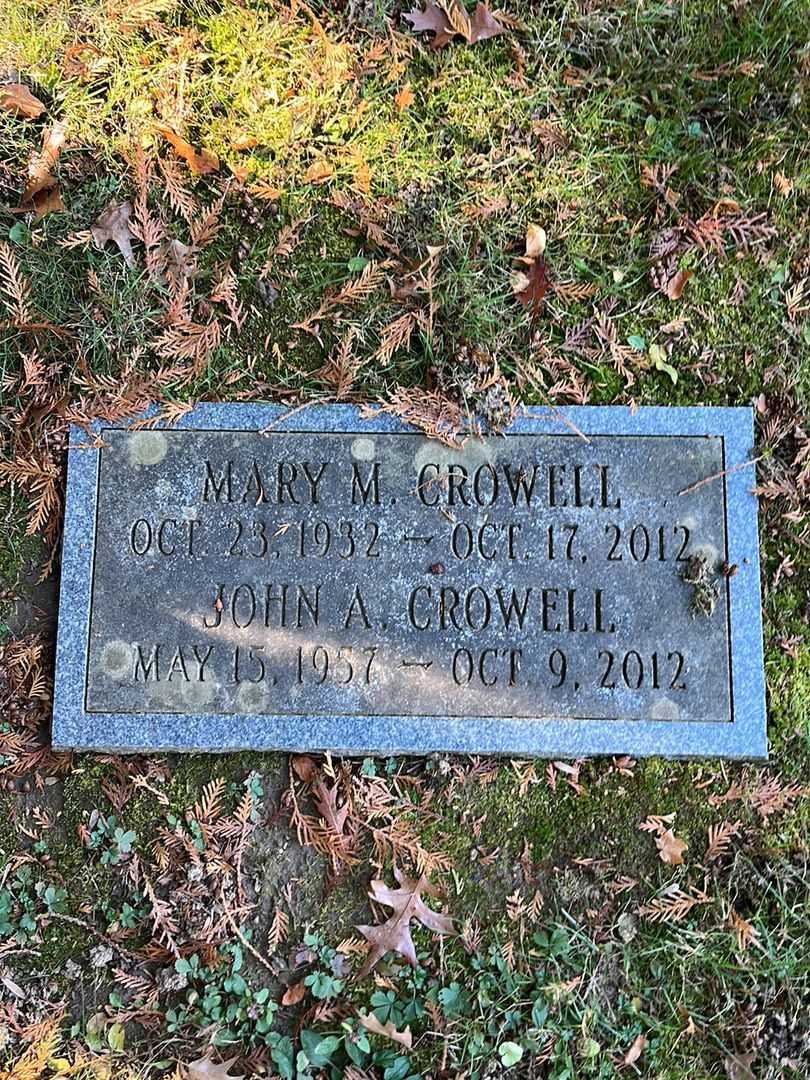 MARY M. CROWELL
OCT. 23, 1932 – OCT. 17, 2012
JOHN A. CROWELL
MAY 15, 1957 – OCT. 9, 2012